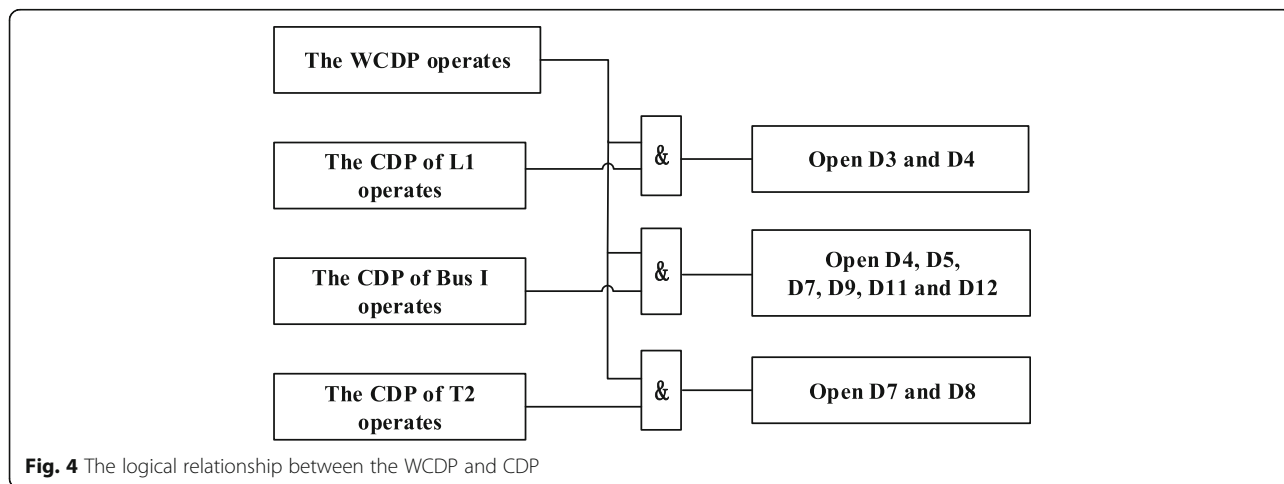 The WCDP operates
The CDP of L1
operates
&
Open D3 and D4
The CDP of Bus I
operates
&
Open D4, D5,
D7, D9, D11 and D12
The CDP of T2
operates
&
Open D7 and D8
Fig. 4 The logical relationship between the WCDP and CDP